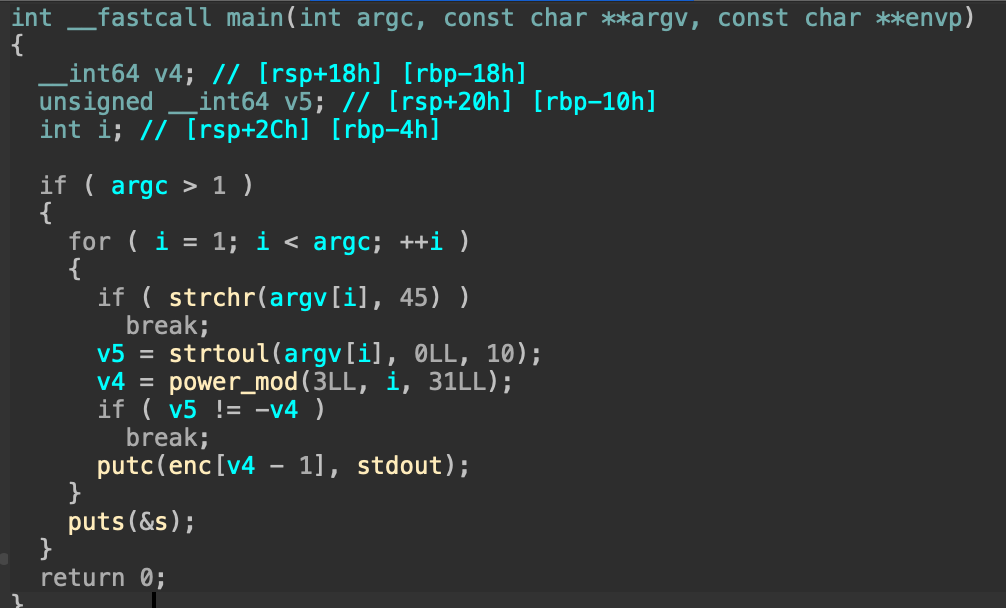 int __fastcall main(int argc, const char **argv, const char **envp)
{
  __int64 v4; // [rsp+18h] [rbp-18h]
  unsigned __int64 v5; // [rsp+20h] [rbp-10h]
  int i; // [rsp+2Ch] [rbp-4h]

  if ( argc > 1 )
  {
    for ( i = 1; i < argc; ++i )
    {
      if ( strchr(argv[i], 45) )
        break;
      v5 = strtoul(argv[i], 0LL, 10);
      v4 = power_mod(3LL, i, 31LL);
      if ( v5 != -v4 )
        break;
      putc(enc[v4 - 1], stdout);
    }
    puts(&s);
  }
  return 0;
}